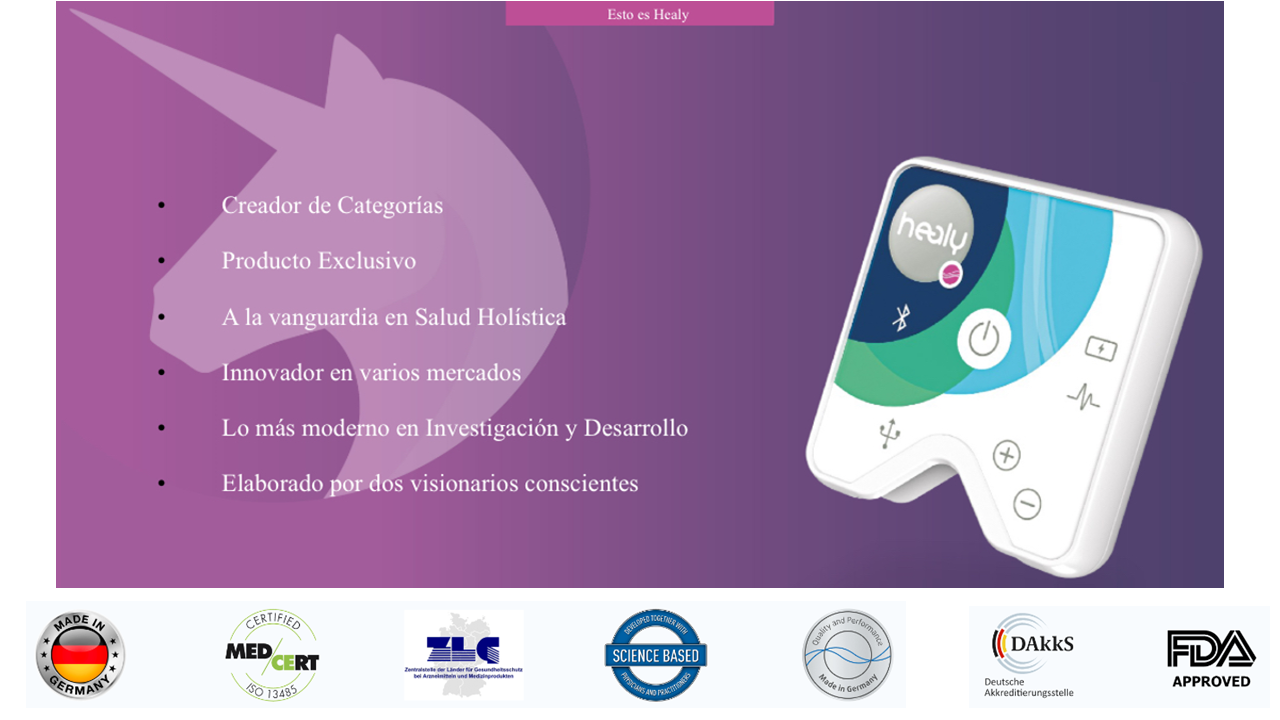 Esto es Healy
• Creador de Categorías
• Producto Exclusivo
• A la vanguardia en Salud Holística
• Innovador en varios mercados
• Lo más moderno en Investigación y Desarrollo
• Elaborado por dos visionarios conscientes
healy
MADE IN
GERMANY
CERTIFIED
MED/CERT
ISO 13485
ZLG
Zentralstelle der Länder für Gesundheitsschutz
bei Arzneimitteln und Medizinprodukten
DEVELOPED TOGETHER WITH
SCIENCE BASED
PHYSICIANS AND PRACTITIONERS
Quality and Performance
Made in Germany
DAkkS
Deutsche
Akkreditierungsstelle
FDA
APPROVED